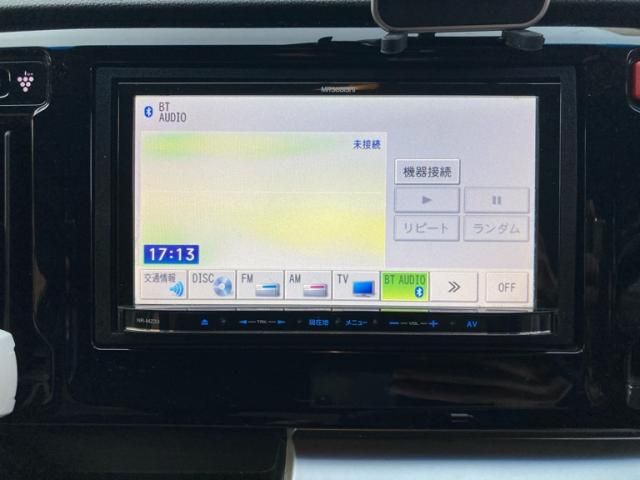 MITSUBISHI
BT
AUDIO
未接続
機器接続
リピート ランダム
17:13
交通情報 DISC FM AM TV BT AUDIO OFF
TRK 現在地 メニュー VOL AV